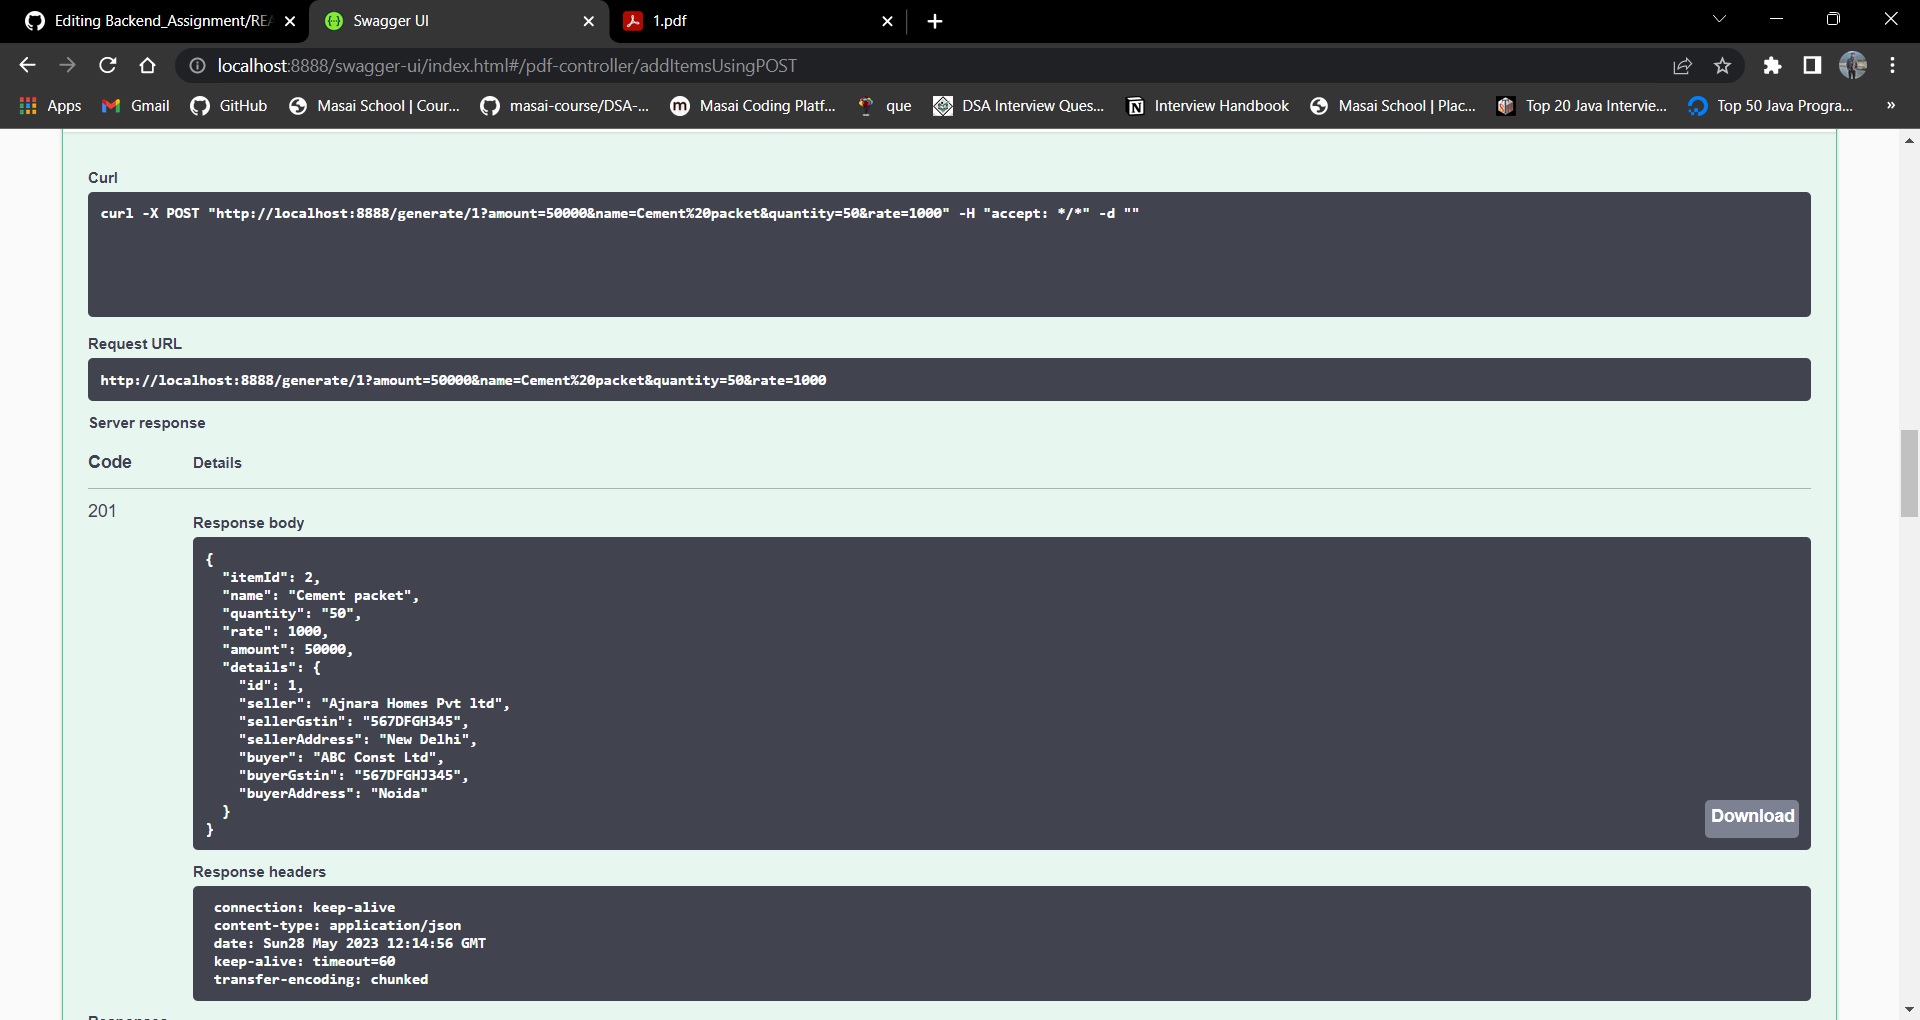 Editing Backend_Assignment/REA
Swagger UI
1.pdf
localhost:8888/swagger-ui/index.html#/pdf-controller/addItemsUsingPOST
Apps
Gmail
GitHub
Masai School | Cour...
masai-course/DSA-...
Masai Coding Platf...
que
DSA Interview Ques...
Interview Handbook
Masai School | Plac...
Top 20 Java Intervie...
Top 50 Java Progra...
»
Curl
curl -X POST "http://localhost:8888/generate/1?amount=50000&name=Cement%20packet&quantity=50&rate=1000" -H "accept: */*" -d ""
Request URL
http://localhost:8888/generate/1?amount=50000&name=Cement%20packet&quantity=50&rate=1000
Server response
Code Details
201
Response body
{
"itemId": 2,
"name": "Cement packet",
"quantity": "50",
"rate": 1000,
"amount": 50000,
"details": {
"id": 1,
"seller": "Ajnara Homes Pvt ltd",
"sellerGstin": "567DFGH345",
"sellerAddress": "New Delhi",
"buyer": "ABC Const Ltd",
"buyerGstin": "567DFGHJ345",
"buyerAddress": "Noida"
}
}
Download
Response headers
connection: keep-alive
content-type: application/json
date: Sun28 May 2023 12:14:56 GMT
keep-alive: timeout=60
transfer-encoding: chunked